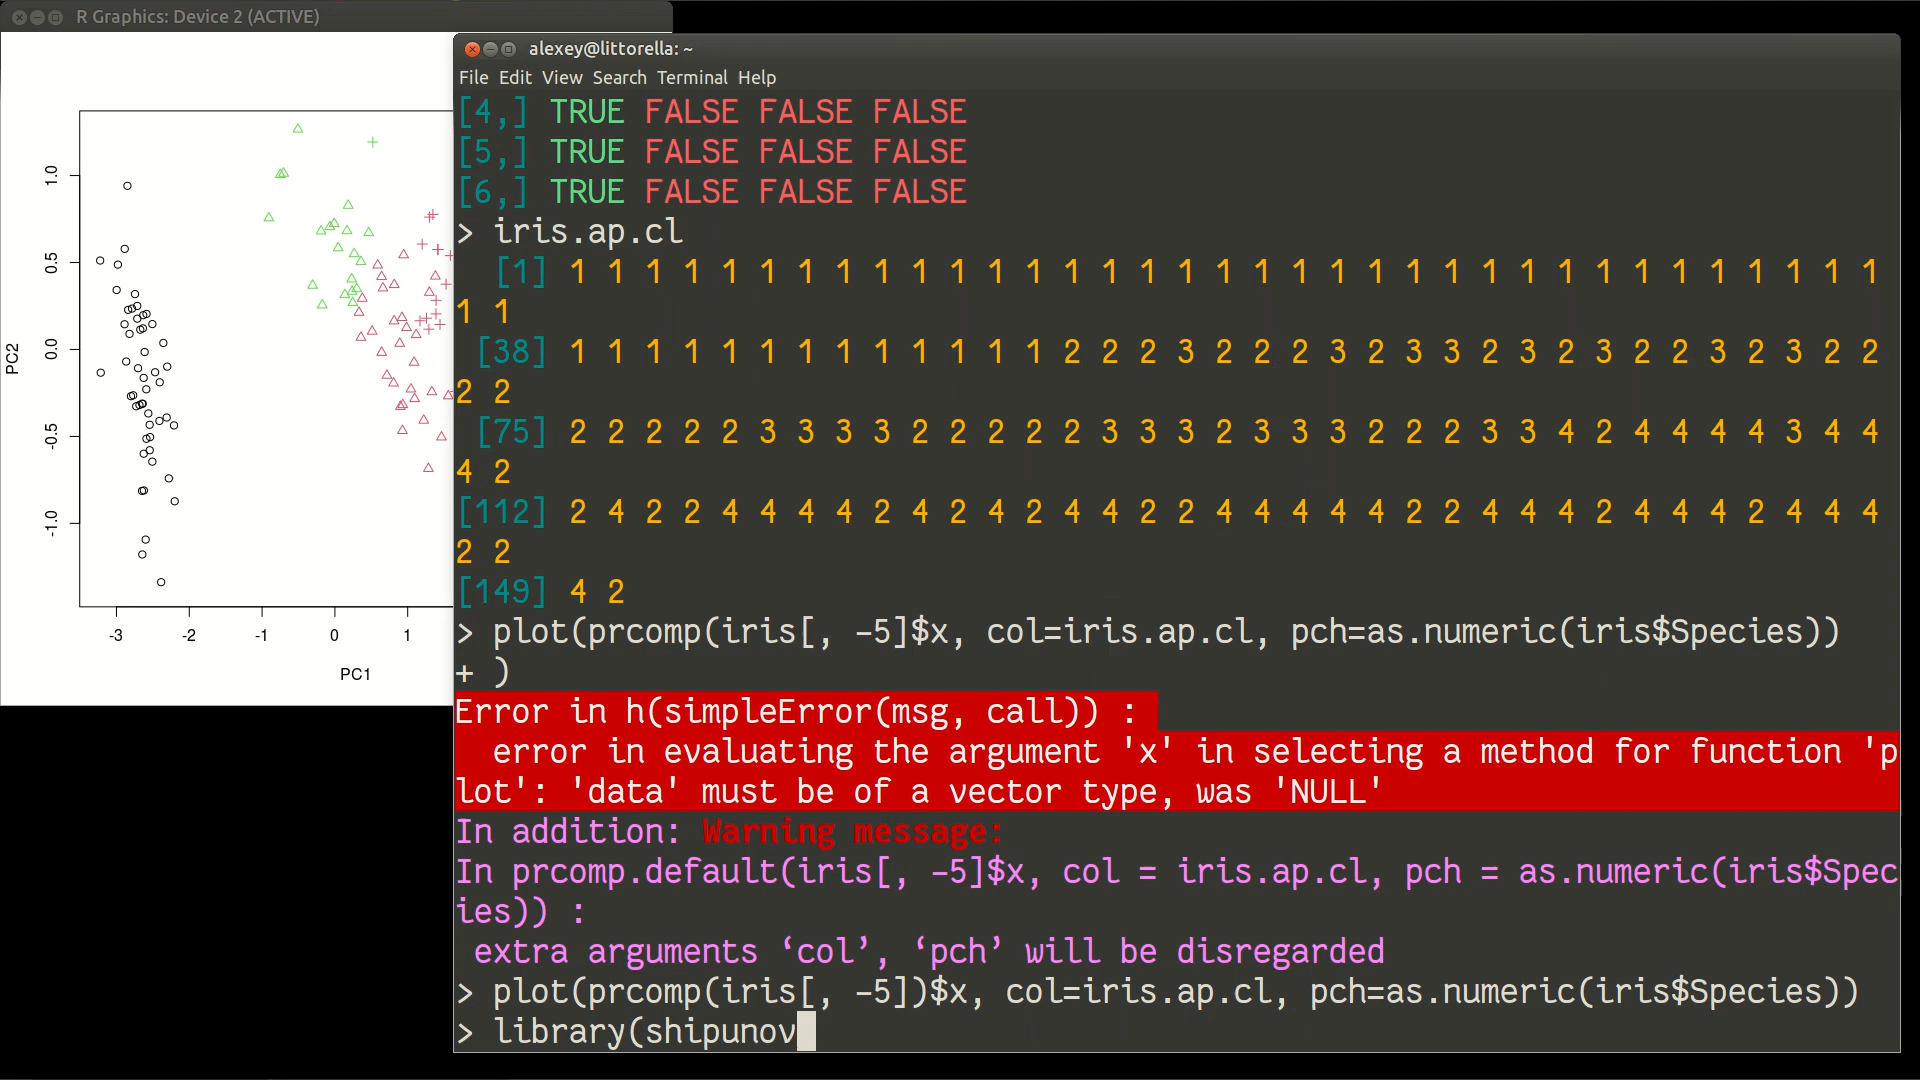 R Graphics: Device 2 (ACTIVE)
1.0
0.5
0.0
-0.5
-1.0
PC2
-3 -2 -1 0 1
PC1
alexey@littorella: ~
File Edit View Search Terminal Help
[4,] TRUE FALSE FALSE FALSE
[5,] TRUE FALSE FALSE FALSE
[6,] TRUE FALSE FALSE FALSE
> iris.ap.cl
[1] 1 1 1 1 1 1 1 1 1 1 1 1 1 1 1 1 1 1 1 1 1 1 1 1 1 1 1 1 1 1 1 1 1 1 1
1 1
[38] 1 1 1 1 1 1 1 1 1 1 1 1 1 2 2 2 3 2 2 2 3 2 3 3 2 3 2 3 2 2 3 2 3 2 2
2 2
[75] 2 2 2 2 2 3 3 3 3 2 2 2 2 2 3 3 3 2 3 3 3 2 2 2 3 3 4 2 4 4 4 4 3 4 4
4 2
[112] 2 4 2 2 4 4 4 4 2 4 2 4 2 4 4 2 2 4 4 4 4 4 2 2 4 4 4 2 4 4 4 2 4 4 4
2 2
[149] 4 2
> plot(prcomp(iris[, -5]$x, col=iris.ap.cl, pch=as.numeric(iris$Species))
+ )
Error in h(simpleError(msg, call)) :
error in evaluating the argument 'x' in selecting a method for function 'p
lot': 'data' must be of a vector type, was 'NULL'
In addition: Warning message:
In prcomp.default(iris[, -5]$x, col = iris.ap.cl, pch = as.numeric(iris$Spec
ies)) :
extra arguments ‘col’, ‘pch’ will be disregarded
> plot(prcomp(iris[, -5])$x, col=iris.ap.cl, pch=as.numeric(iris$Species))
> library(shipunov